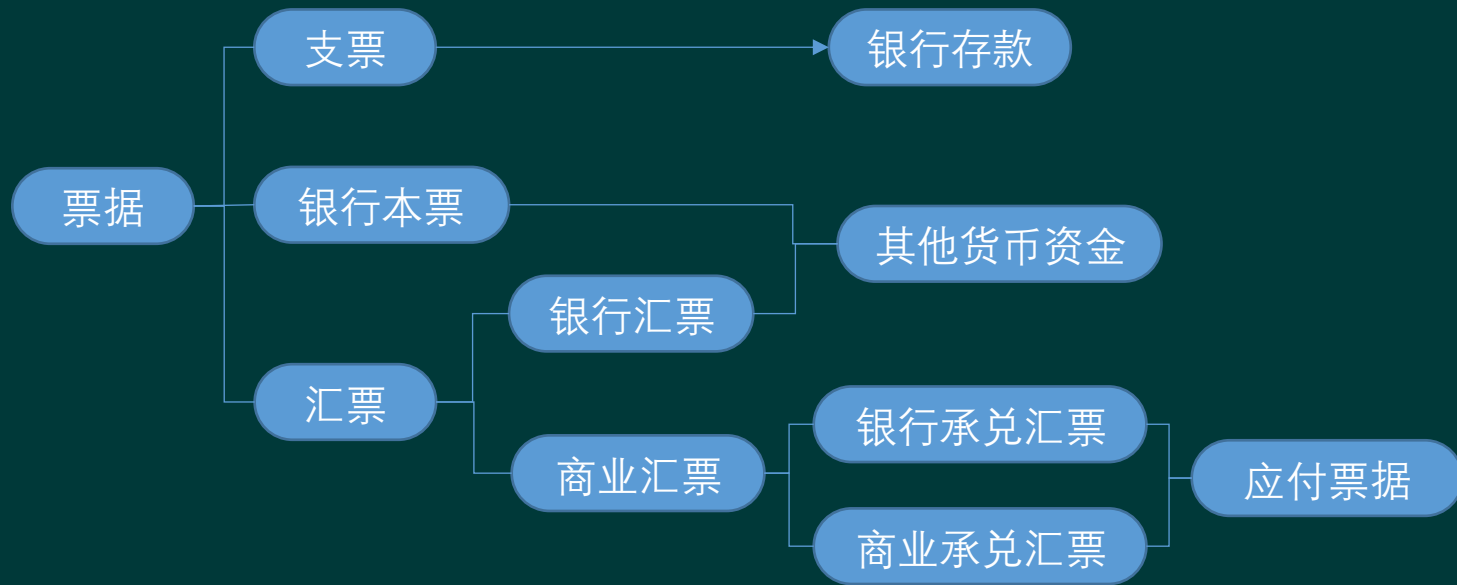 支票
银行存款
票据
银行本票
其他货币资金
银行汇票
汇票
银行承兑汇票
商业汇票
应付票据
商业承兑汇票